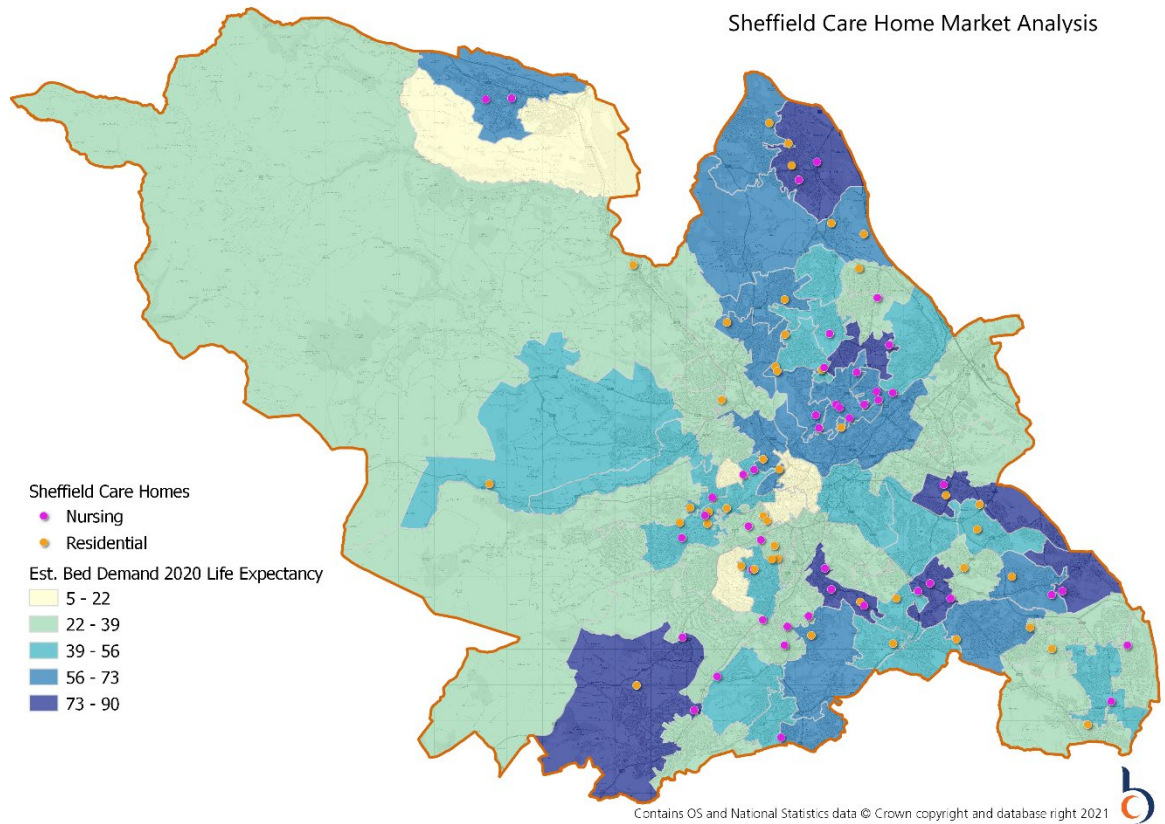 Sheffield Care Home Market Analysis
Sheffield Care Homes
Nursing
Residential
Est. Bed Demand 2020 Life Expectancy
5 - 22
22 - 39
39 - 56
56 - 73
73 - 90
Contains OS and National Statistics data © Crown copyright and database right 2021